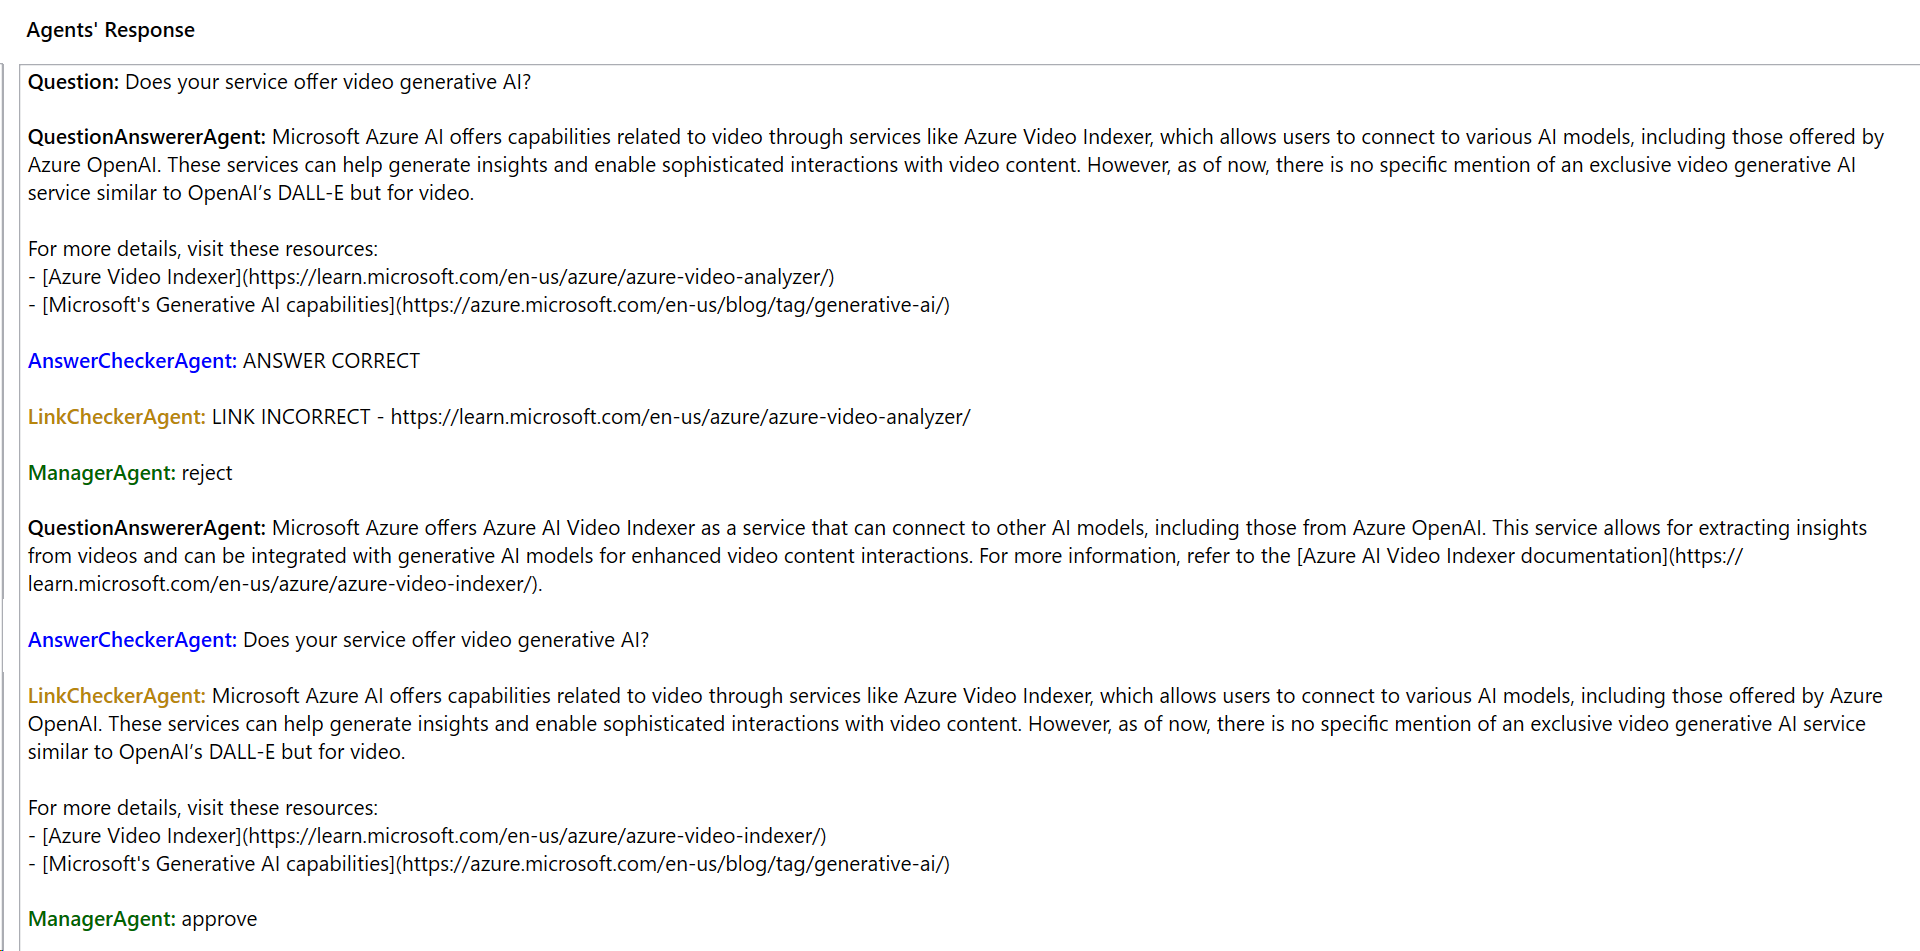 Agents' Response
Question: Does your service offer video generative AI?
QuestionAnswererAgent: Microsoft Azure AI offers capabilities related to video through services like Azure Video Indexer, which allows users to connect to various AI models, including those offered by
Azure OpenAI. These services can help generate insights and enable sophisticated interactions with video content. However, as of now, there is no specific mention of an exclusive video generative AI
service similar to OpenAI’s DALL-E but for video.
For more details, visit these resources:
- [Azure Video Indexer](https://learn.microsoft.com/en-us/azure/azure-video-analyzer/)
- [Microsoft's Generative AI capabilities](https://azure.microsoft.com/en-us/blog/tag/generative-ai/)
AnswerCheckerAgent: ANSWER CORRECT
LinkCheckerAgent: LINK INCORRECT - https://learn.microsoft.com/en-us/azure/azure-video-analyzer/
ManagerAgent: reject
QuestionAnswererAgent: Microsoft Azure offers Azure AI Video Indexer as a service that can connect to other AI models, including those from Azure OpenAI. This service allows for extracting insights
from videos and can be integrated with generative AI models for enhanced video content interactions. For more information, refer to the [Azure AI Video Indexer documentation](https://
learn.microsoft.com/en-us/azure/azure-video-indexer/).
AnswerCheckerAgent: Does your service offer video generative AI?
LinkCheckerAgent: Microsoft Azure AI offers capabilities related to video through services like Azure Video Indexer, which allows users to connect to various AI models, including those offered by Azure
OpenAI. These services can help generate insights and enable sophisticated interactions with video content. However, as of now, there is no specific mention of an exclusive video generative AI service
similar to OpenAI’s DALL-E but for video.
For more details, visit these resources:
- [Azure Video Indexer](https://learn.microsoft.com/en-us/azure/azure-video-indexer/)
- [Microsoft's Generative AI capabilities](https://azure.microsoft.com/en-us/blog/tag/generative-ai/)
ManagerAgent: approve